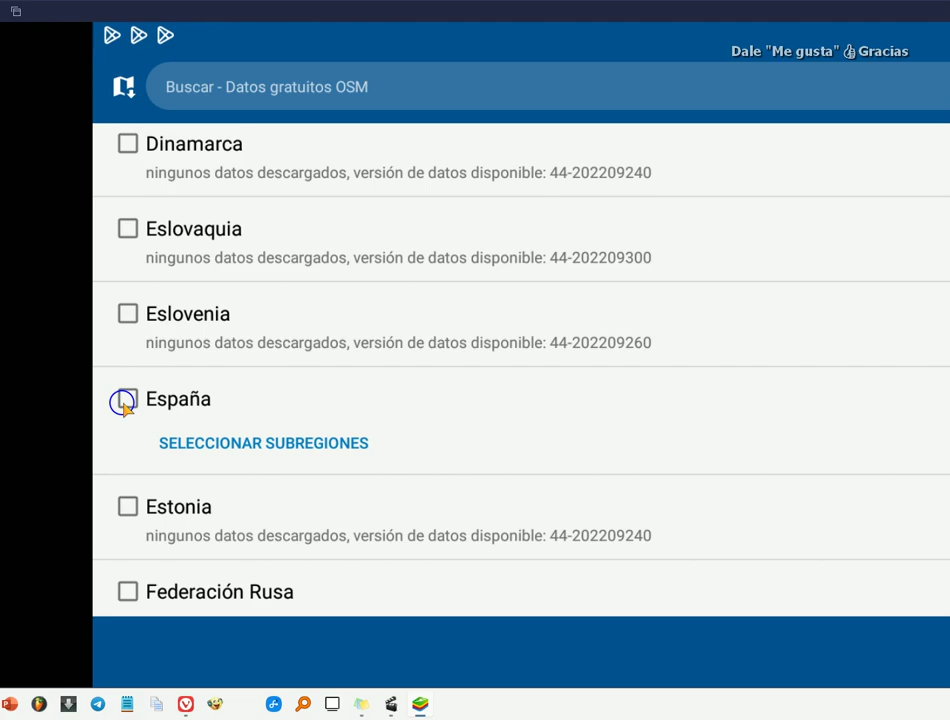 Dale "Me gusta" 👍 Gracias
Buscar - Datos gratuitos OSM
Dinamarca
ningunos datos descargados, versión de datos disponible: 44-202209240
Eslovaquia
ningunos datos descargados, versión de datos disponible: 44-202209300
Eslovenia
ningunos datos descargados, versión de datos disponible: 44-202209260
España
SELECCIONAR SUBREGIONES
Estonia
ningunos datos descargados, versión de datos disponible: 44-202209240
Federación Rusa